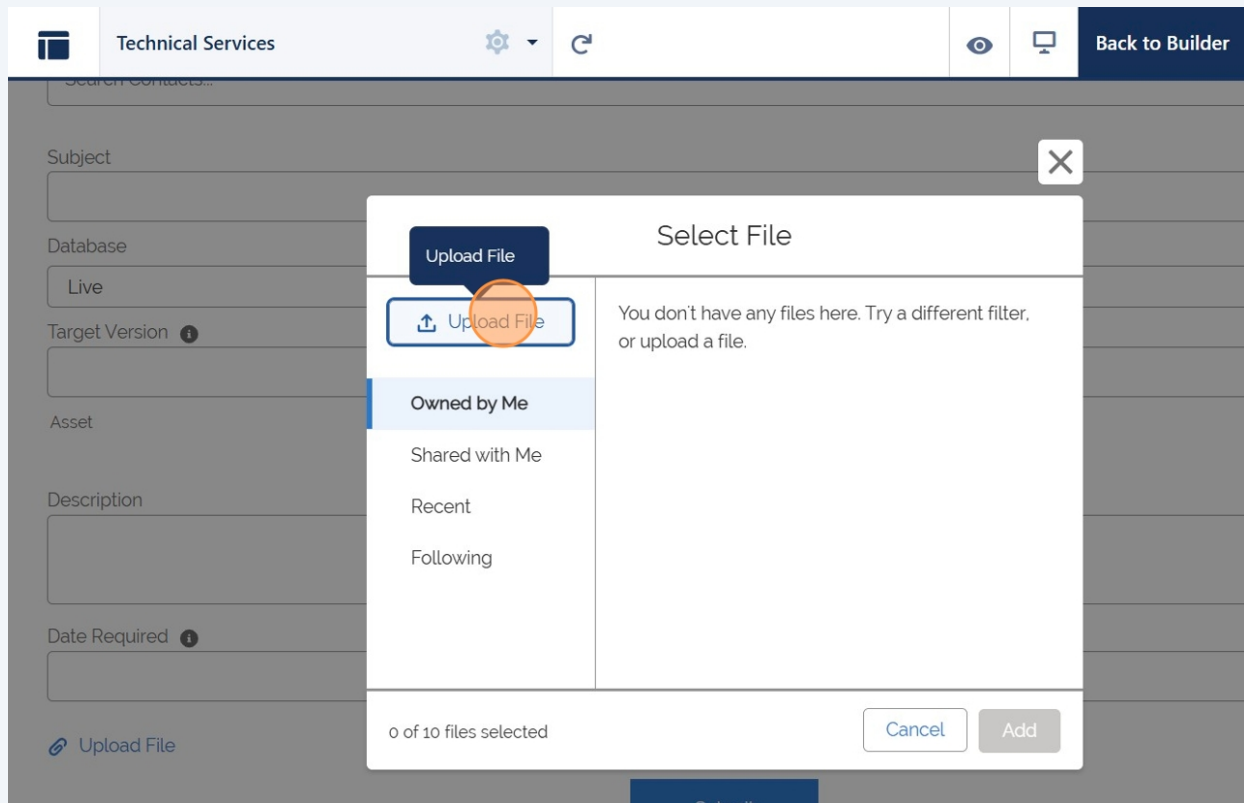 Technical Services
Back to Builder
Search Contacts...
Subject
Select File
Database
Upload File
Live
Upload File
You don't have any files here. Try a different filter,
or upload a file.
Target Version
Owned by Me
Asset
Shared with Me
Description
Recent
Following
Date Required
0 of 10 files selected
Cancel
Add
Upload File